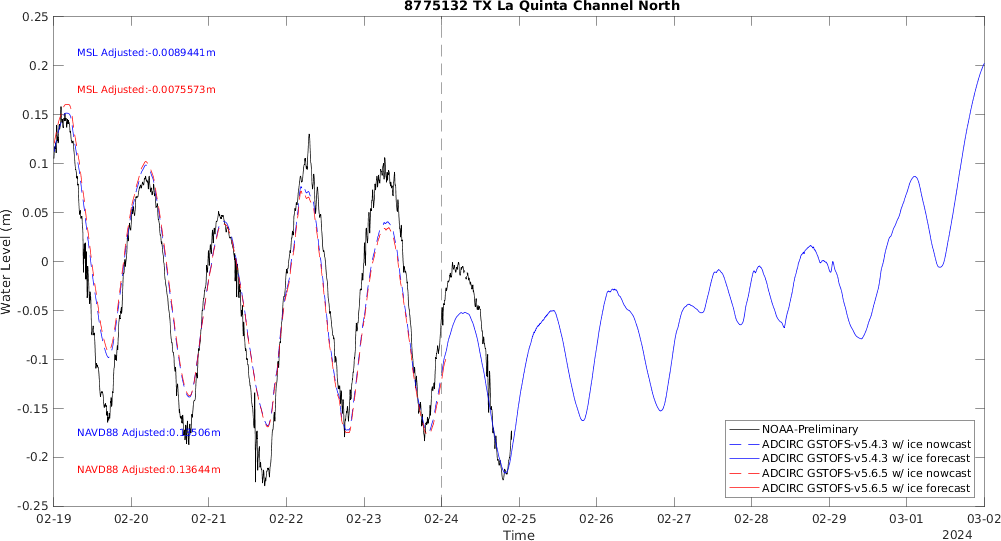 8775132 TX La Quinta Channel North
0.25
0.2
0.15
0.1
0.05
0
-0.05
-0.1
-0.15
-0.2
-0.25
Water Level (m)
MSL Adjusted:-0.0089441m
MSL Adjusted:-0.0075573m
NAVD88 Adjusted:
NAVD88 Adjusted:0.13644m
NOAA-Preliminary
ADCIRC GSTOFS-v5.4.3 w/ ice nowcast
ADCIRC GSTOFS-v5.4.3 w/ ice forecast
ADCIRC GSTOFS-v5.6.5 w/ ice nowcast
ADCIRC GSTOFS-v5.6.5 w/ ice forecast
02-19 02-20 02-21 02-22 02-23 02-24 02-25 02-26 02-27 02-28 02-29 03-01 03-02
Time
2024